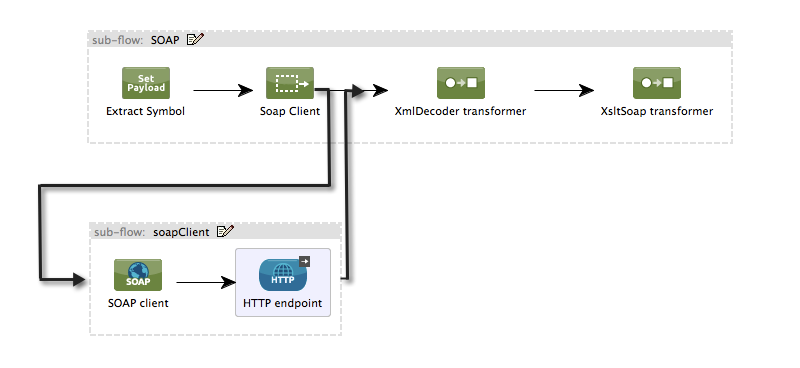 sub-flow: SOAP
Set
Payload
Extract Symbol
Soap Client
XmlDecoder transformer
XsltSoap transformer
sub-flow: soapClient
SOAP
HTTP
SOAP client
HTTP endpoint